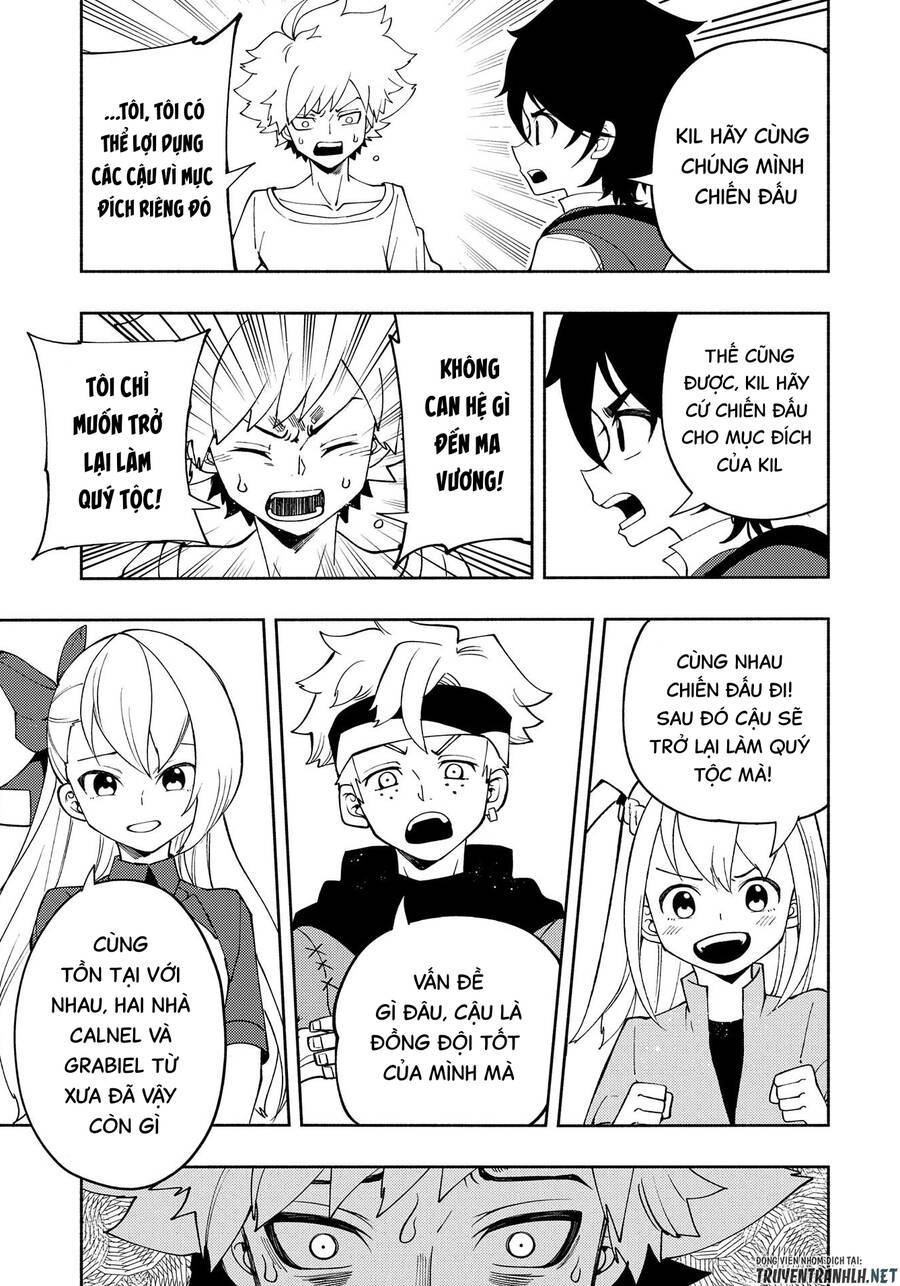 KIL HÃY CÙNG
CHÚNG MÌNH
CHIẾN ĐẤU
...TÔI, TÔI CÓ
THỂ LỢI DỤNG
CÁC CẬU VÌ MỤC
ĐÍCH RIÊNG ĐÓ
THẾ CŨNG
ĐƯỢC, KIL HÃY
CỨ CHIẾN ĐẤU
CHO MỤC ĐÍCH
CỦA KIL
KHÔNG
CAN HỆ GÌ
ĐẾN MA
VƯƠNG!
TÔI CHỈ
MUỐN TRỞ
LẠI LÀM
QUÝ TỘC!
CÙNG NHAU
CHIẾN ĐẤU ĐI!
SAU ĐÓ CẬU SẼ
TRỞ LẠI LÀM QUÝ
TỘC MÀ!
VẤN ĐỀ
GÌ ĐÂU, CẬU LÀ
ĐỒNG ĐỘI TỐT
CỦA MÌNH MÀ
CÙNG
TỒN TẠI VỚI
NHAU, HAI NHÀ
CALNEL VÀ
GRABIEL TỪ
XƯA ĐÃ VẬY
CÒN GÌ
ĐỘNG VIÊN NHÓM DỊCH TẠI:
TRUYENTRANHLH.NET